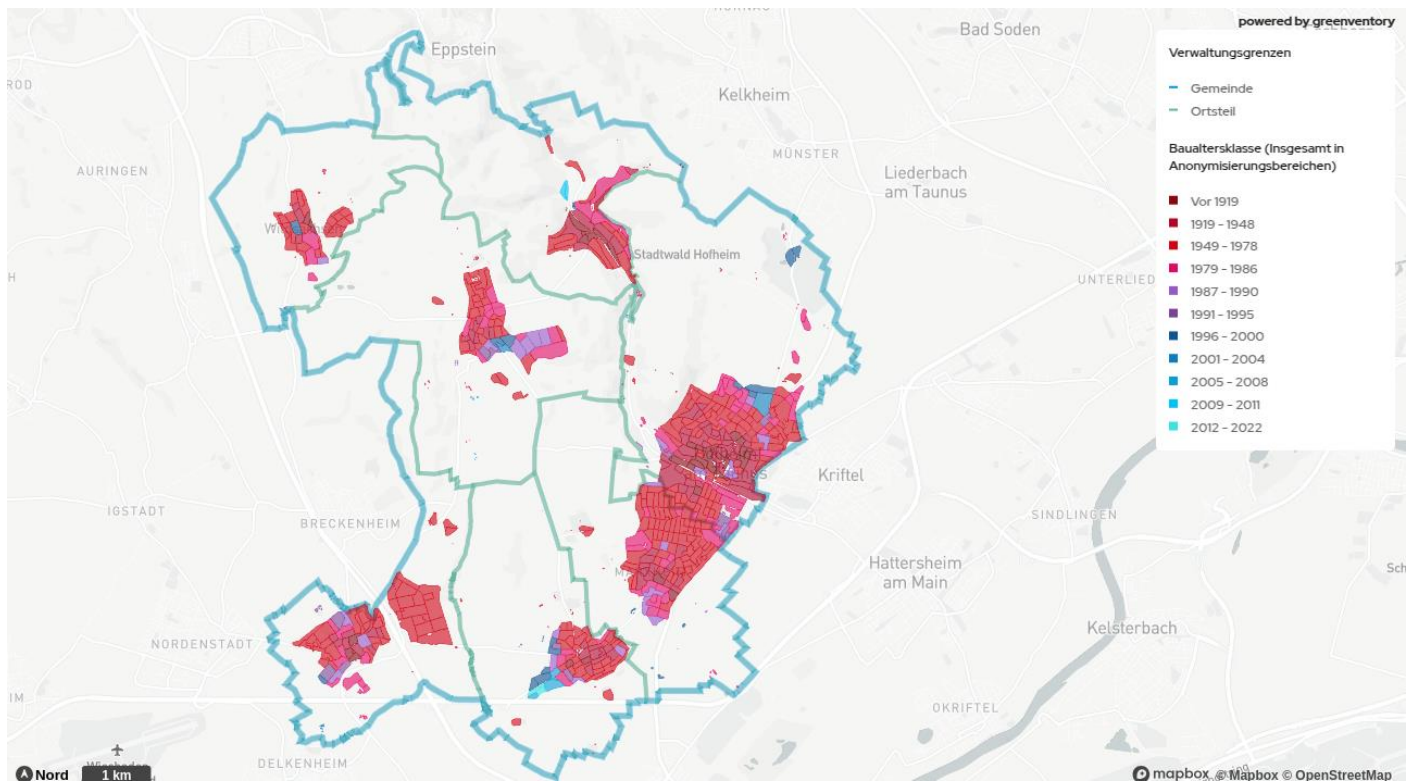 powered by greenventory
Eppstein
Bad Soden
Verwaltungsgrenzen
Gemeinde
Ortsteil
Baualtersklasse (Insgesamt in
Anonymisierungsbereichen)
Vor 1919
1919 - 1948
1949 - 1978
1979 - 1986
1987 - 1990
1991 - 1995
1996 - 2000
2001 - 2004
2005 - 2008
2009 - 2011
2012 - 2022
Kelkheim
MÜNSTER
AURINGEN
Liederbach
am Taunus
Stadtwald Hofheim
UNTERLIED
Kriftel
IGSTADT
BRECKENHEIM
SINDLINGEN
Hattersheim
am Main
Kelsterbach
NORDENSTADT
OKRIFTEL
DELKENHEIM
Nord
1 km
mapbox © Mapbox © OpenStreetMap